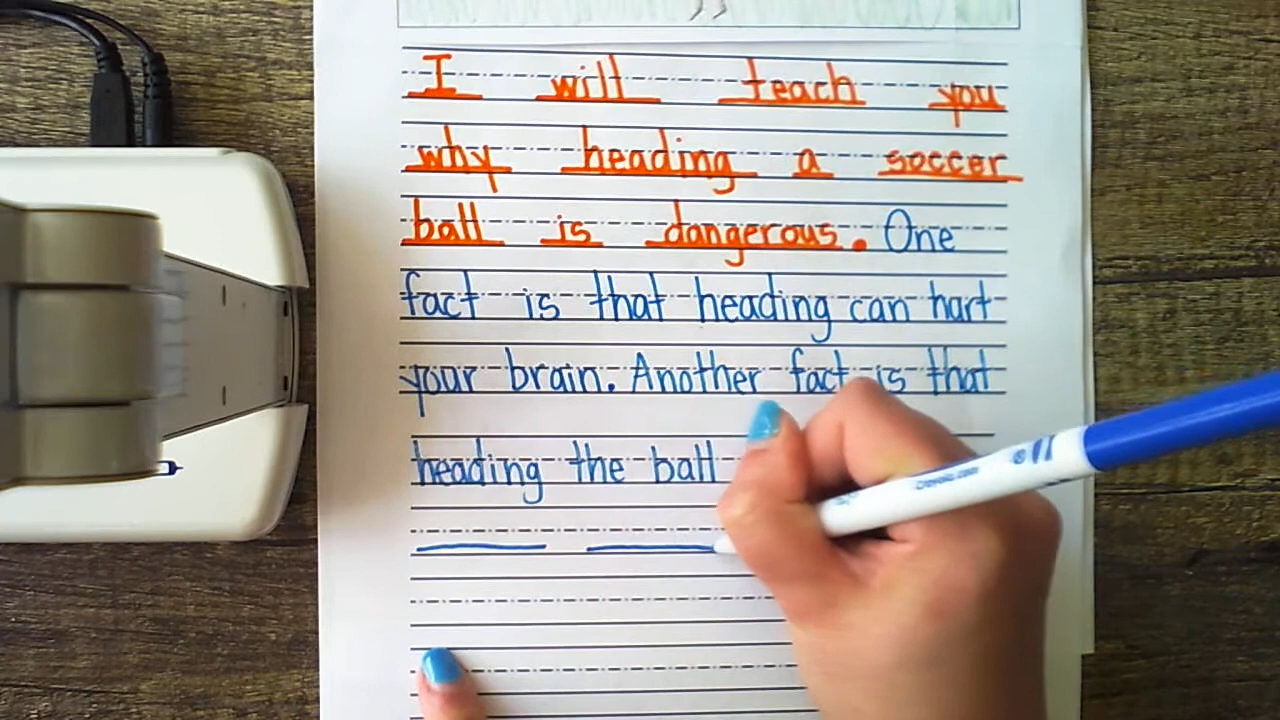 I will teach you
why heading a soccer
ball is dangerous. One
fact is that heading can hart
your brain. Another fact is that
heading the ball